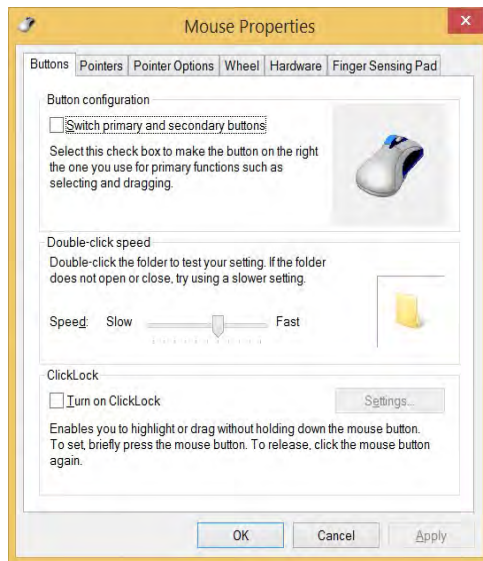 Mouse Properties
Buttons Pointers Pointer Options Wheel Hardware Finger Sensing Pad
Button configuration
Switch primary and secondary buttons
Select this check box to make the button on the right
the one you use for primary functions such as
selecting and dragging.
Double-click speed
Double-click the folder to test your setting. If the folder
does not open or close, try using a slower setting.
Speed: Slow Fast
ClickLock
Turn on ClickLock Settings...
Enables you to highlight or drag without holding down the mouse button.
To set, briefly press the mouse button. To release, click the mouse button
again.
OK Cancel Apply